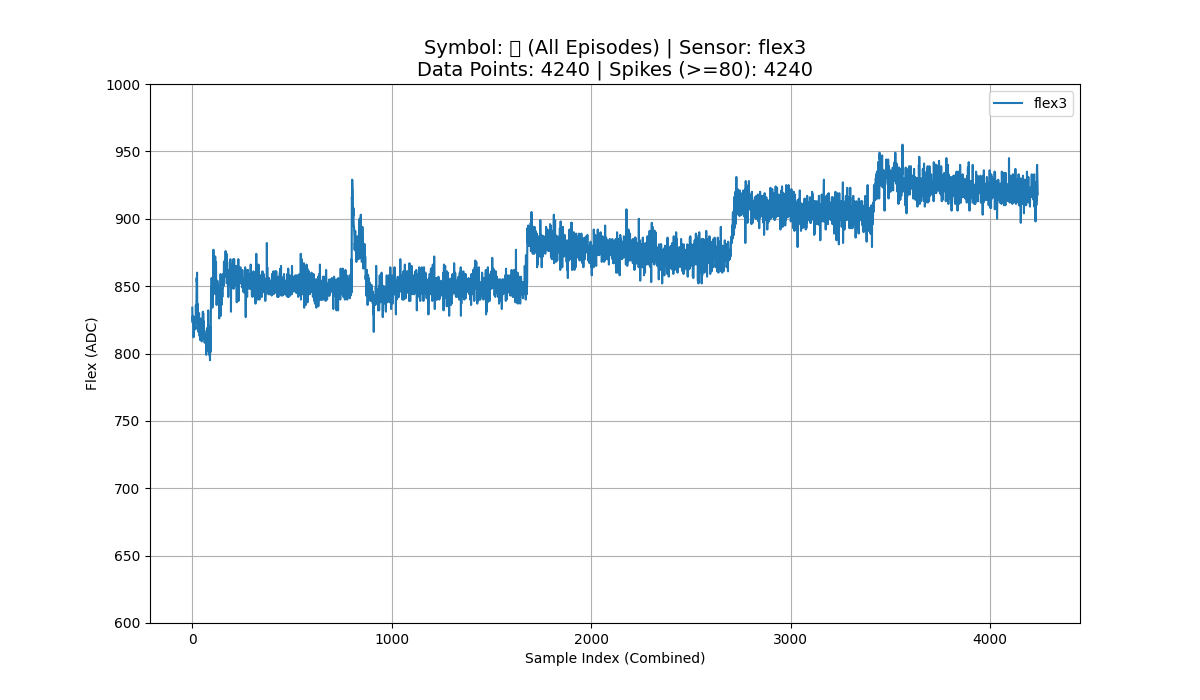 Symbol: (All Episodes) | Sensor: flex3
Data Points: 4240 | Spikes (>=80): 4240
1000
950
900
850
800
750
700
650
600
Flex (ADC)
flex3
0
1000
2000
3000
4000
Sample Index (Combined)